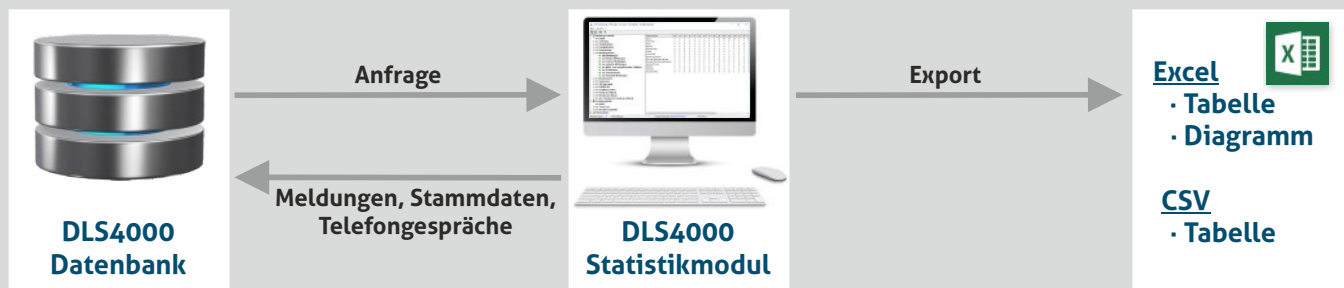 DLS4000
Datenbank
Anfrage
Meldungen, Stammdaten,
Telefongespräche
DLS4000
Statistikmodul
Export
Excel
· Tabelle
· Diagramm
CSV
· Tabelle